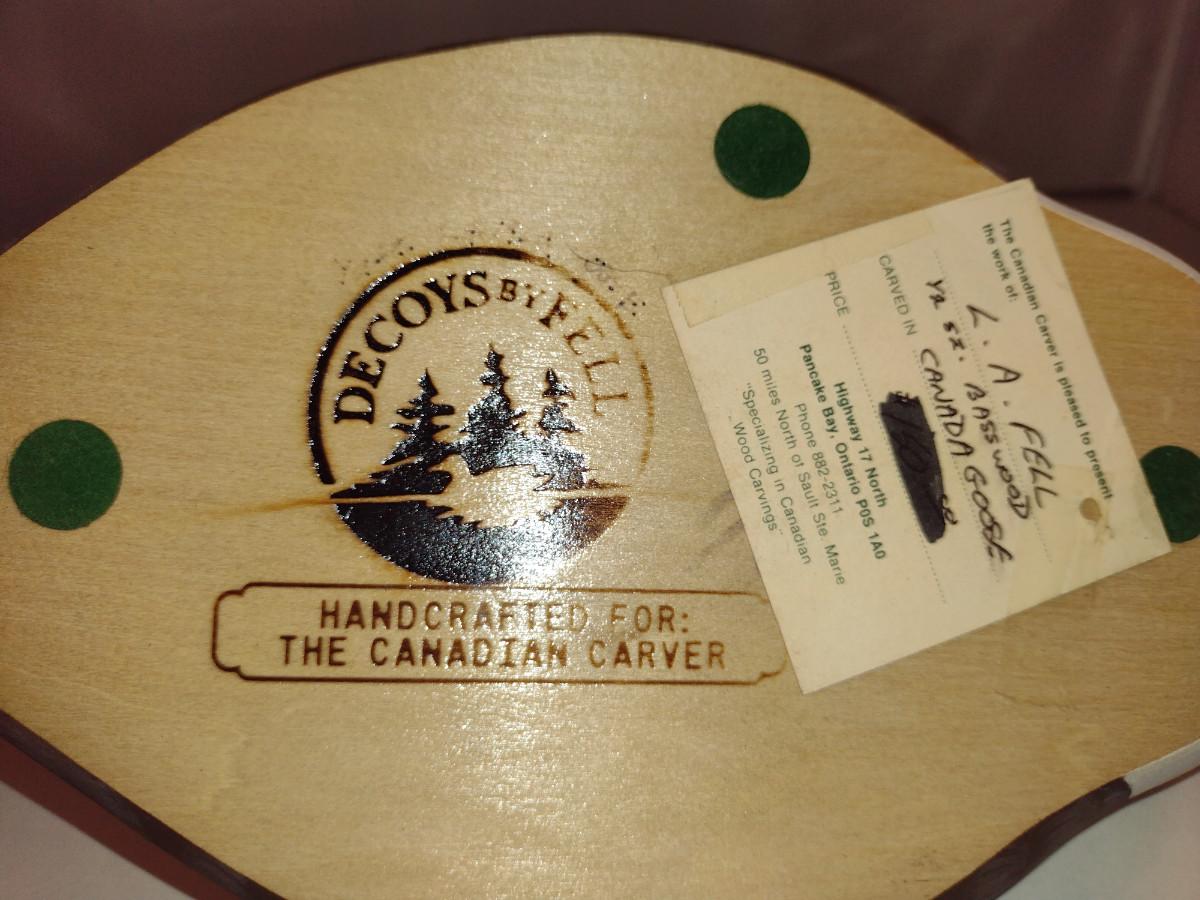 DECOYS BY FELL
HANDCRAFTED FOR:
THE CANADIAN CARVER
The Canadian Carver is pleased to present
the work of:
L. A. FELL
1/2 SZ. BASSWOOD
CARVED IN CANADA GOOSE
PRICE
Highway 17 North
Pancake Bay, Ontario P0S 1A0
Phone 882-2311
50 miles North of Sault Ste. Marie
"Specializing in Canadian
Wood Carvings"